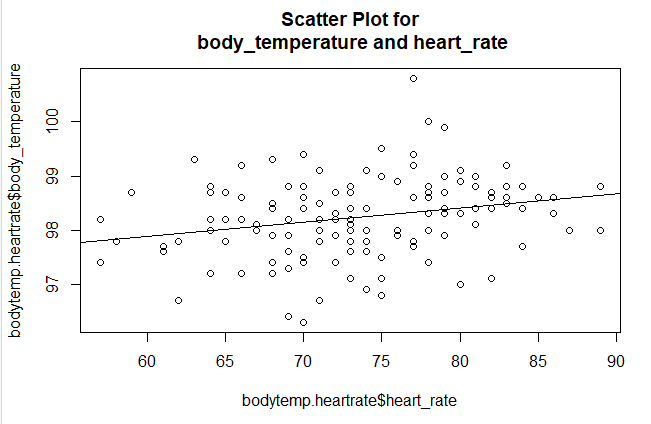 Scatter Plot for
body_temperature and heart_rate
bodytemp.heartrate$body_temperature
100
99
98
97
60 65 70 75 80 85 90
bodytemp.heartrate$heart_rate